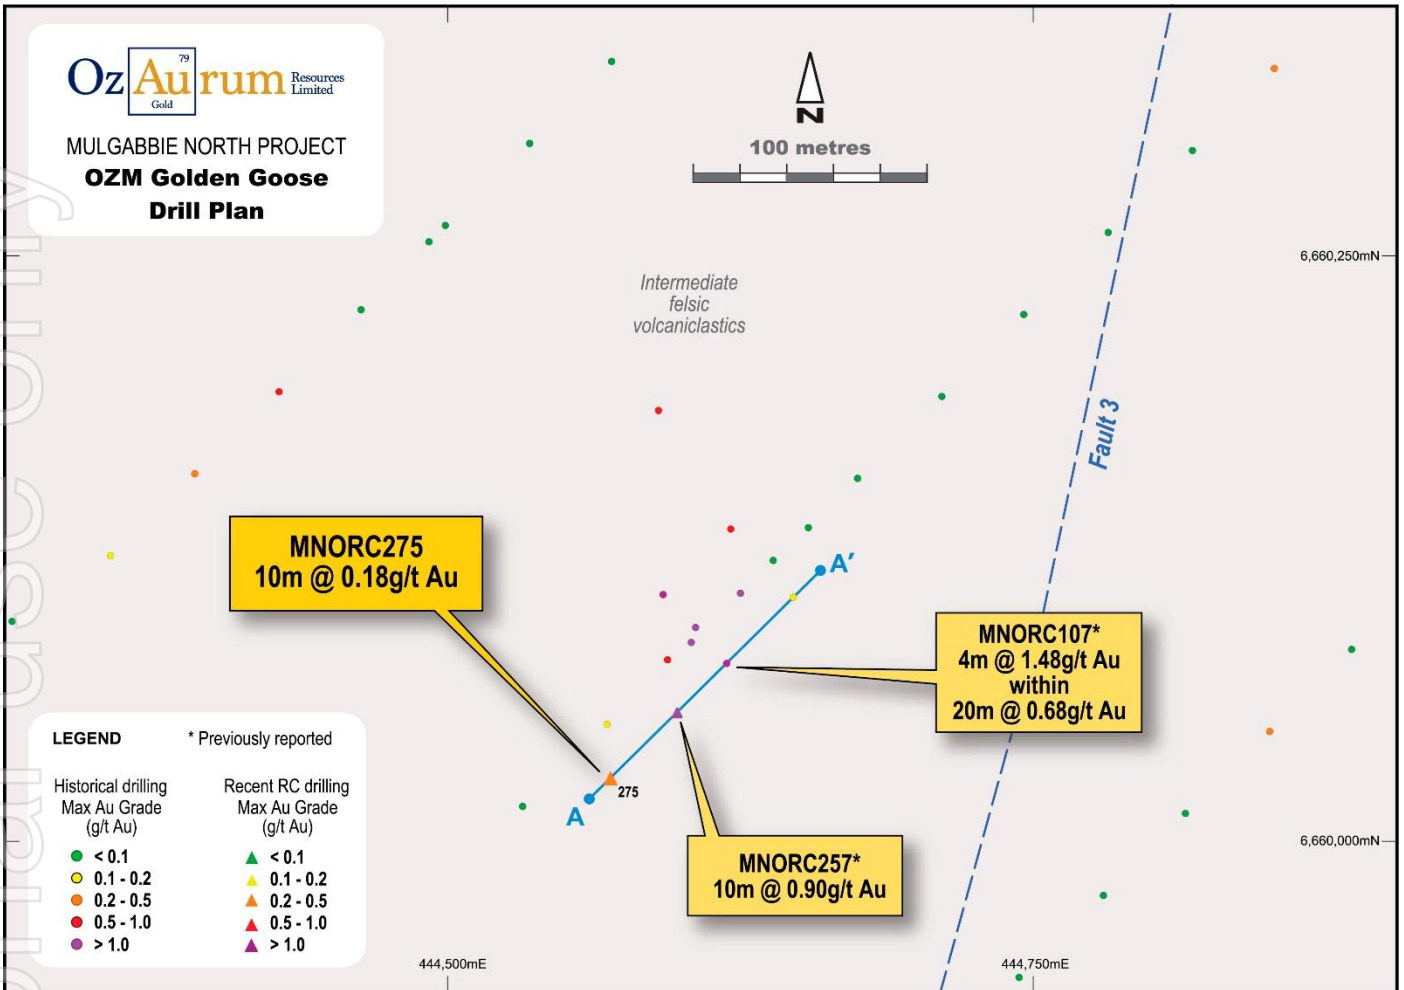 Oz Au rum Resources
Limited
79
Gold
MULGABBIE NORTH PROJECT
OZM Golden Goose
Drill Plan
N
100 metres
6,660,250mN
Intermediate
felsic
volcaniclastics
Fault 3
MNORC275
10m @ 0.18g/t Au
A′
MNORC107*
4m @ 1.48g/t Au
within
20m @ 0.68g/t Au
275
A
MNORC257*
10m @ 0.90g/t Au
6,660,000mN
LEGEND * Previously reported
Historical drilling
Max Au Grade
(g/t Au)
< 0.1
0.1 - 0.2
0.2 - 0.5
0.5 - 1.0
> 1.0
Recent RC drilling
Max Au Grade
(g/t Au)
< 0.1
0.1 - 0.2
0.2 - 0.5
0.5 - 1.0
> 1.0
444,500mE
444,750mE